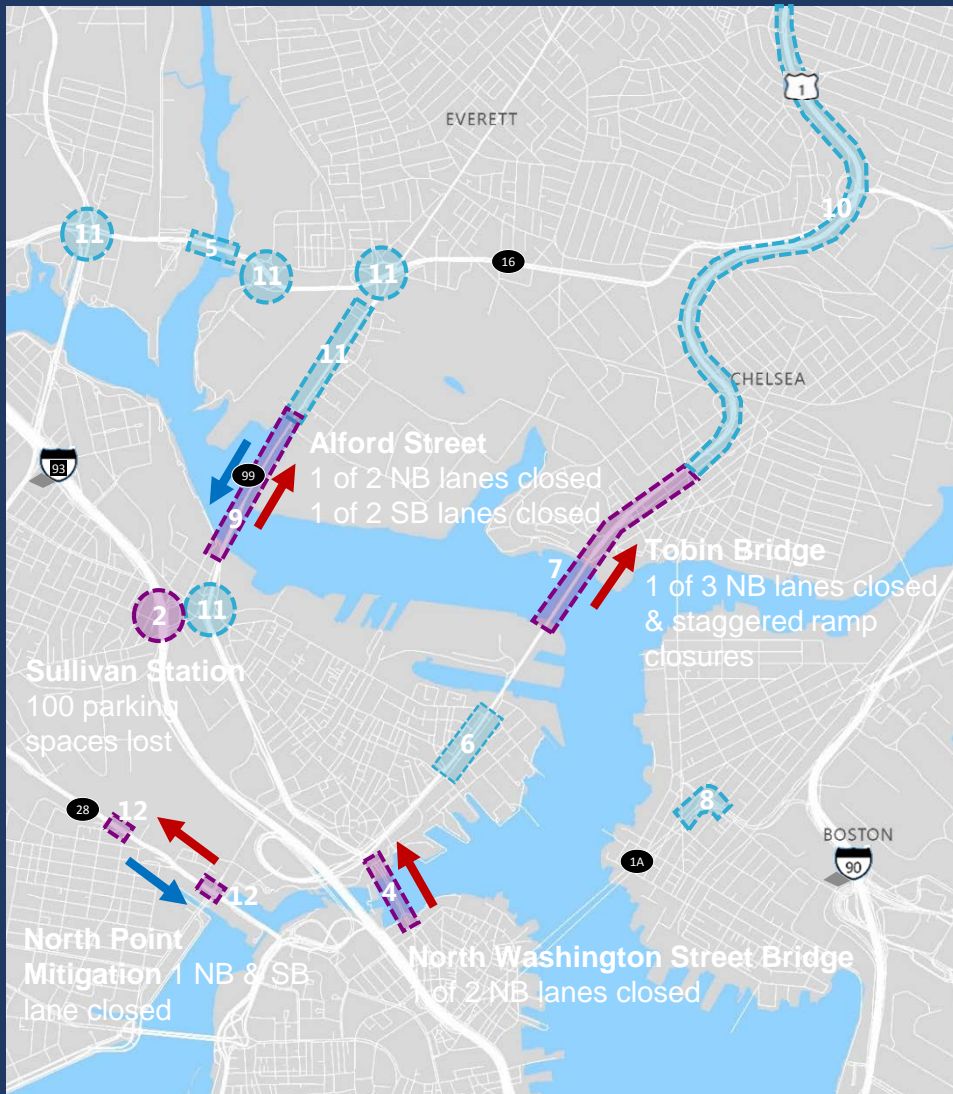 1
EVERETT
10
11
5
11
11
16
11
CHELSEA
93
Alford Street
1 of 2 NB lanes closed
1 of 2 SB lanes closed
99
9
7
Tobin Bridge
1 of 3 NB lanes closed
& staggered ramp
closures
2
11
Sullivan Station
100 parking
spaces lost
6
28
12
8
BOSTON
1A
90
4
12
North Point
Mitigation 1 NB & SB
lane closed
North Washington Street Bridge
1 of 2 NB lanes closed